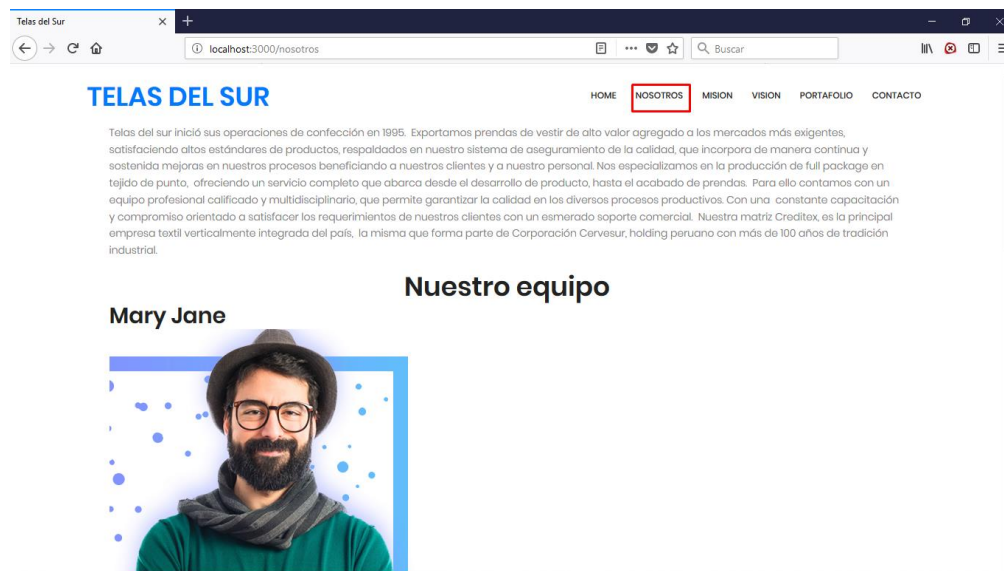 Telas del Sur
localhost:3000/nosotros
Buscar
TELAS DEL SUR
HOME NOSOTROS MISION VISION PORTAFOLIO CONTACTO
Telas del sur inició sus operaciones de confección en 1995. Exportamos prendas de vestir de alto valor agregado a los mercados más exigentes,
satisfaciendo altos estándares de productos, respaldados en nuestro sistema de aseguramiento de la calidad, que incorpora de manera continua y
sostenida mejoras en nuestros procesos beneficiando a nuestros clientes y a nuestro personal. Nos especializamos en la producción de full package en
tejido de punto, ofreciendo un servicio completo que abarca desde el desarrollo de producto, hasta el acabado de prendas. Para ello contamos con un
equipo profesional calificado y multidisciplinario, que permite garantizar la calidad en los diversos procesos productivos. Con una constante capacitación
y compromiso orientado a satisfacer los requerimientos de nuestros clientes con un esmerado soporte comercial. Nuestra matriz Creditex, es la principal
empresa textil verticalmente integrada del país, la misma que forma parte de Corporación Cervesur, holding peruano con más de 100 años de tradición
industrial.
Nuestro equipo
Mary Jane